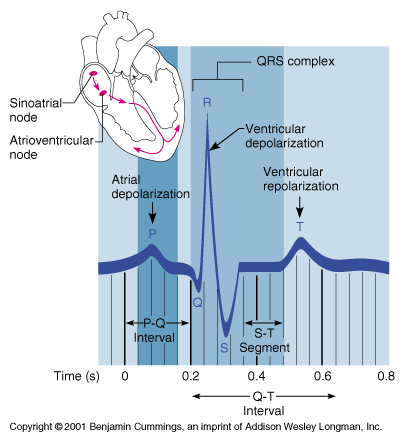 QRS complex
R
Sinoatrial
node
Atrioventricular
node
Ventricular
depolarization
Atrial
depolarization
Ventricular
repolarization
P
T
Q
S
P-Q
Interval
S-T
Segment
Time (s) 0 0.2 0.4 0.6 0.8
Q-T
Interval
Copyright © 2001 Benjamin Cummings, an imprint of Addison Wesley Longman, Inc.